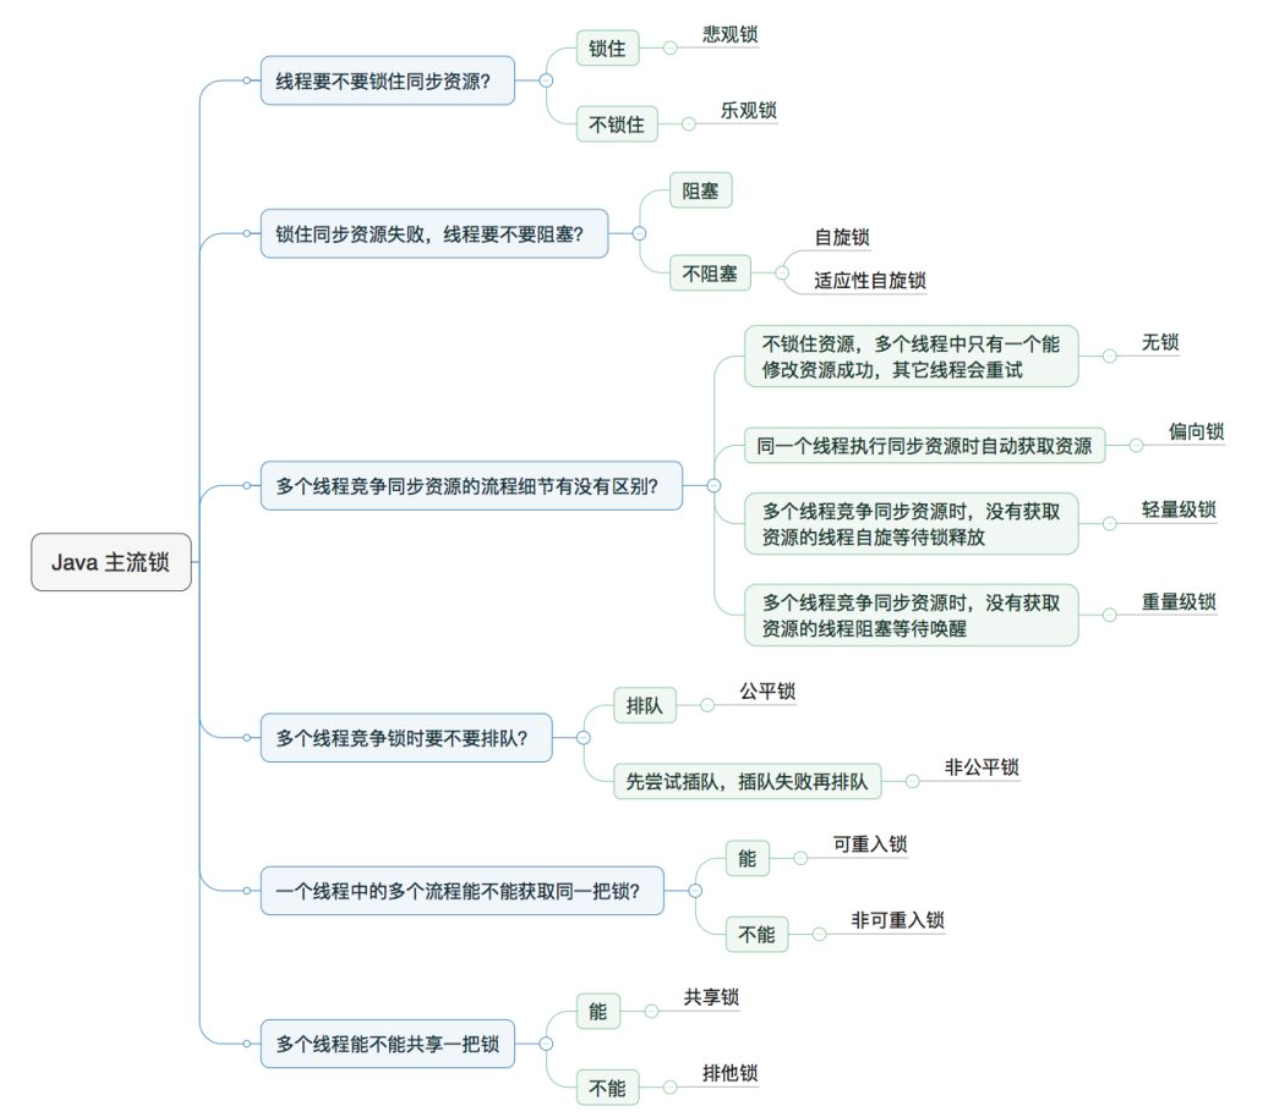 Java 主流锁
线程要不要锁住同步资源?
锁住
悲观锁
不锁住
乐观锁
锁住同步资源失败，线程要不要阻塞?
阻塞
不阻塞
自旋锁
适应性自旋锁
多个线程竞争同步资源的流程细节有没有区别?
不锁住资源，多个线程中只有一个能
修改资源成功，其它线程会重试
无锁
同一个线程执行同步资源时自动获取资源
偏向锁
多个线程竞争同步资源时，没有获取
资源的线程自旋等待锁释放
轻量级锁
多个线程竞争同步资源时，没有获取
资源的线程阻塞等待唤醒
重量级锁
多个线程竞争锁时要不要排队?
排队
公平锁
先尝试插队，插队失败再排队
非公平锁
一个线程中的多个流程能不能获取同一把锁?
能
可重入锁
不能
非可重入锁
多个线程能不能共享一把锁
能
共享锁
不能
排他锁